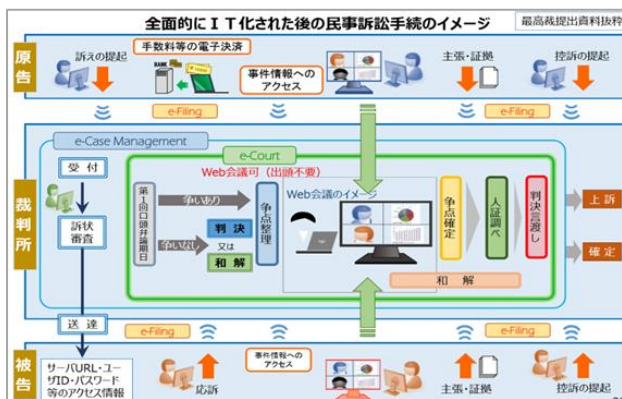 全面的にIT化された後の民事訴訟手続のイメージ
最高裁提出資料抜粋
原告
訴えの提起
手数料等の電子決済
BANK
事件情報への
アクセス
主張・証拠
控訴の提起
e-Filing
e-Filing
裁判所
e-Case Management
e-Court
Web会議可（出頭不要）
受付
訴状
審査
送達
第1回口頭弁論期日
争いあり
争いなし
判決
又は
和解
争点整理
Web会議のイメージ
争点確定
人証調べ
判決言渡し
和解
上訴
確定
e-Filing
e-Filing
被告
サーバURL・ユー
ザID・パスワード
等のアクセス情報
応訴
事件情報への
アクセス
主張・証拠
控訴の提起